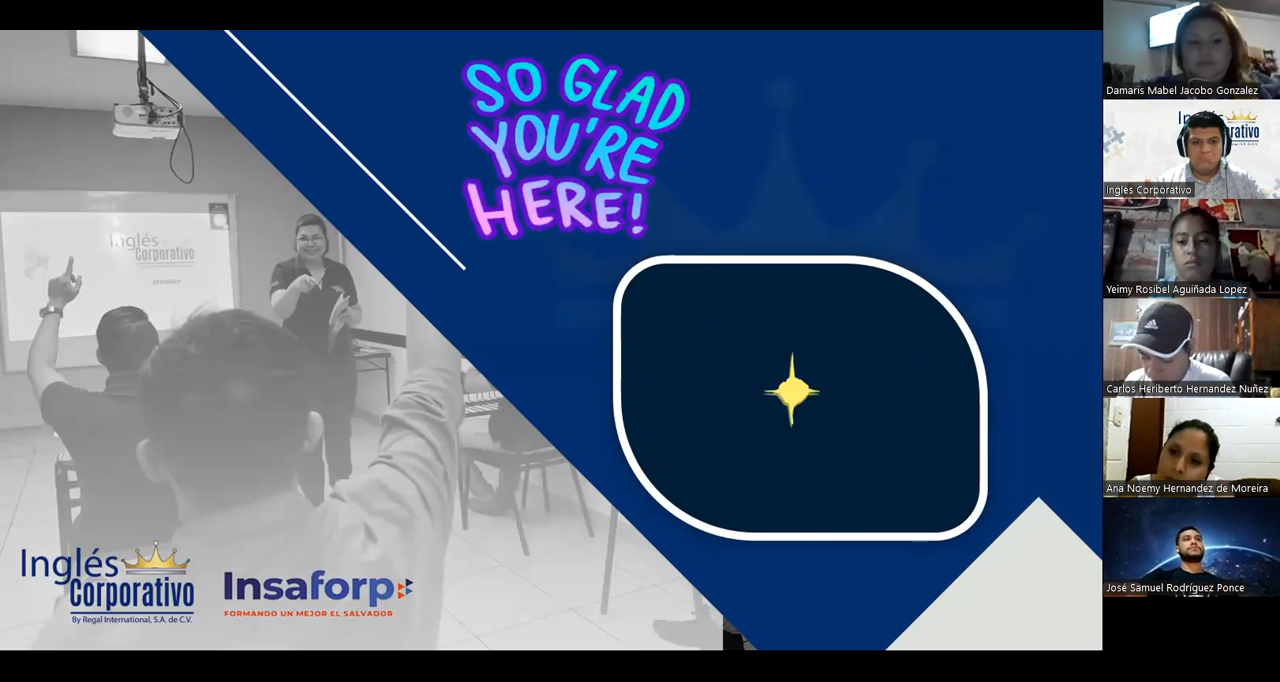 SO GLAD
YOU'RE
HERE!
Inglés
Corporativo
Inglés
Corporativo
By Regal International, S.A. de C.V.
Insaforp
FORMANDO UN MEJOR EL SALVADOR
Damaris Mabel Jacobo Gonzalez
Ingles Corporativo
Yeimy Rosibel Aguiñada Lopez
Carlos Heriberto Hernandez Nuñez
Ana Noemy Hernandez de Moreira
José Samuel Rodríguez Ponce